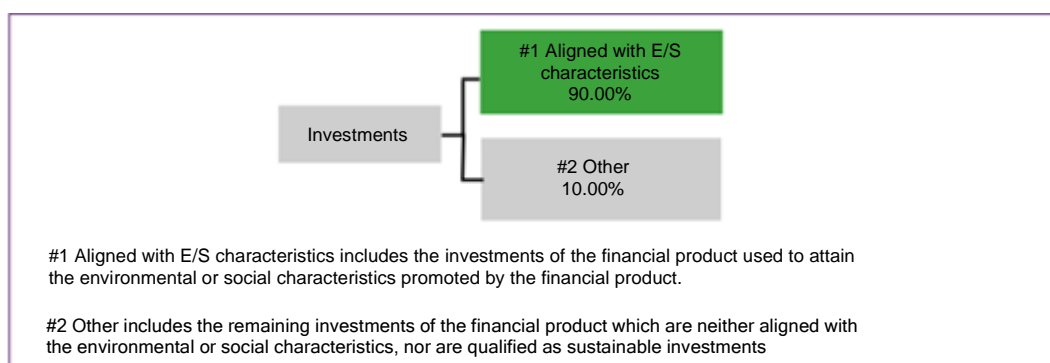 #1 Aligned with E/S
characteristics
90.00%
Investments
#2 Other
10.00%
#1 Aligned with E/S characteristics includes the investments of the financial product used to attain
the environmental or social characteristics promoted by the financial product.
#2 Other includes the remaining investments of the financial product which are neither aligned with
the environmental or social characteristics, nor are qualified as sustainable investments